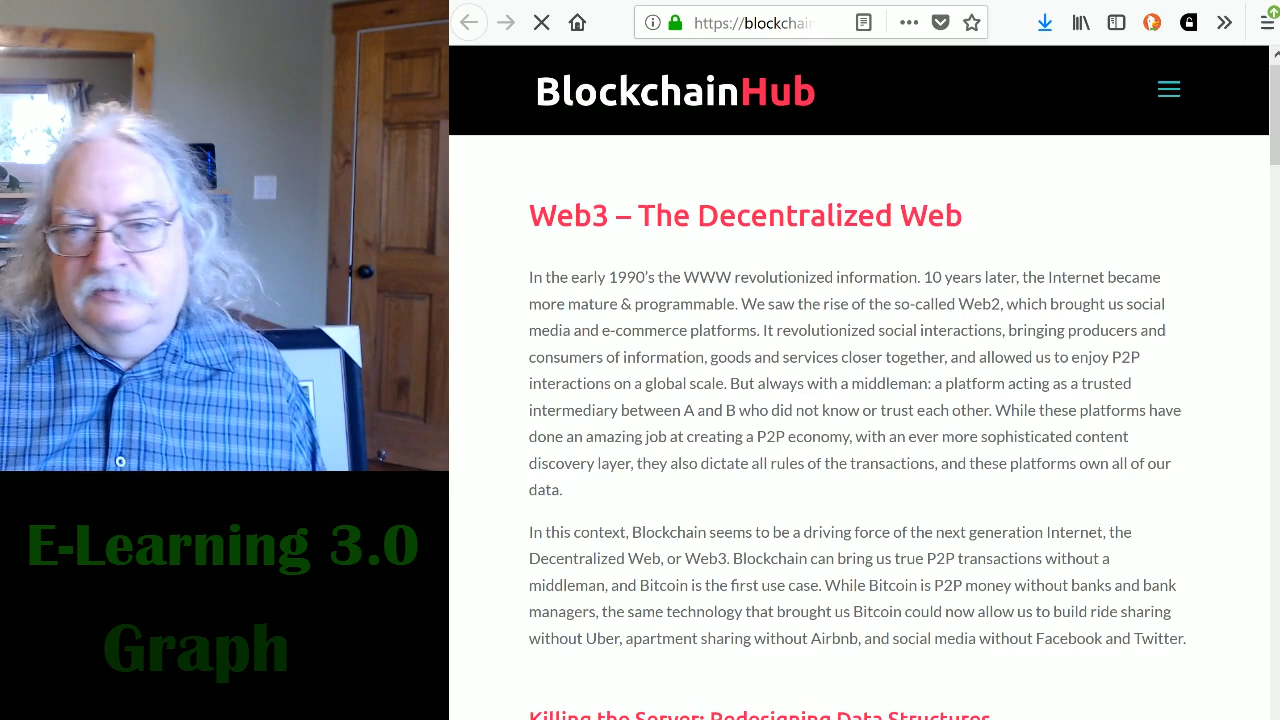 https://blockchain
BlockchainHub
Web3 – The Decentralized Web
In the early 1990's the WWW revolutionized information. 10 years later, the Internet became
more mature & programmable. We saw the rise of the so-called Web2, which brought us social
media and e-commerce platforms. It revolutionized social interactions, bringing producers and
consumers of information, goods and services closer together, and allowed us to enjoy P2P
interactions on a global scale. But always with a middleman: a platform acting as a trusted
intermediary between A and B who did not know or trust each other. While these platforms have
done an amazing job at creating a P2P economy, with an ever more sophisticated content
discovery layer, they also dictate all rules of the transactions, and these platforms own all of our
data.
In this context, Blockchain seems to be a driving force of the next generation Internet, the
Decentralized Web, or Web3. Blockchain can bring us true P2P transactions without a
middleman, and Bitcoin is the first use case. While Bitcoin is P2P money without banks and bank
managers, the same technology that brought us Bitcoin could now allow us to build ride sharing
without Uber, apartment sharing without Airbnb, and social media without Facebook and Twitter.
Killing the Server: Redesigning Data Structures
E-Learning 3.0
Graph